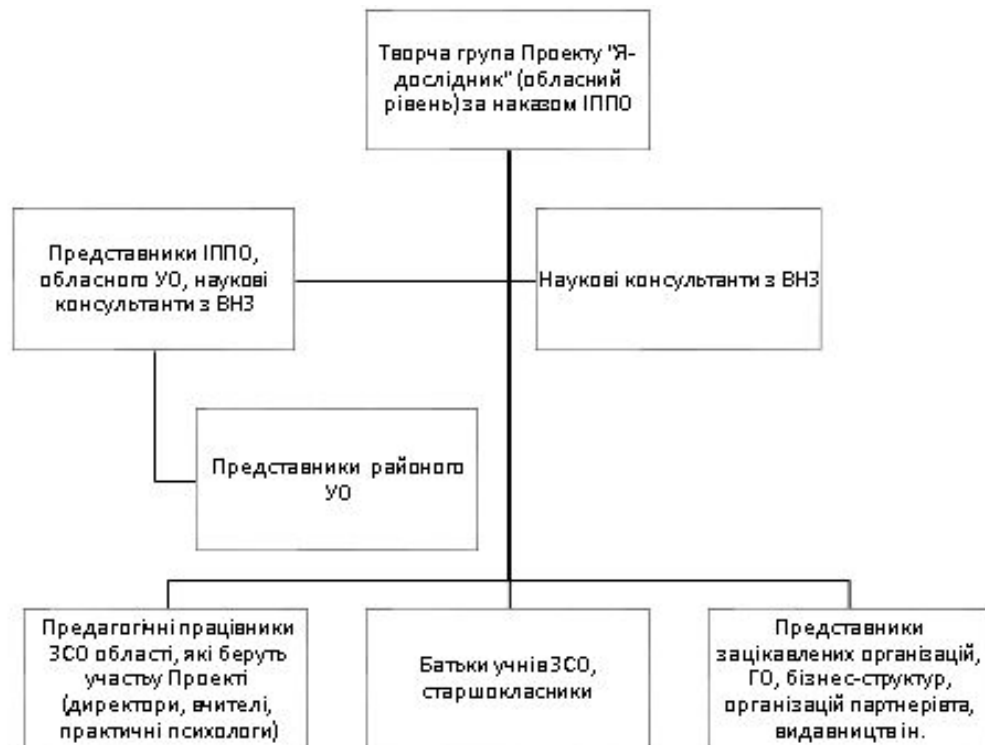 Творча група Проекту "Я-
дослідник" (обласний
рівень) за наказом ІППО
Представники ІППО,
обласного УО, наукові
консультанти з ВНЗ
Наукові консультанти з ВНЗ
Представники районого
УО
Предагогічні працівники
ЗСО області, які беруть
участь у Проекті
(директори, вчителі,
практичні психологи)
Батьки учнів ЗСО,
старшокласники
Представники
зацікавлених організацій,
ГО, бізнес-структур,
організацій партнерів та,
видавництв ін.